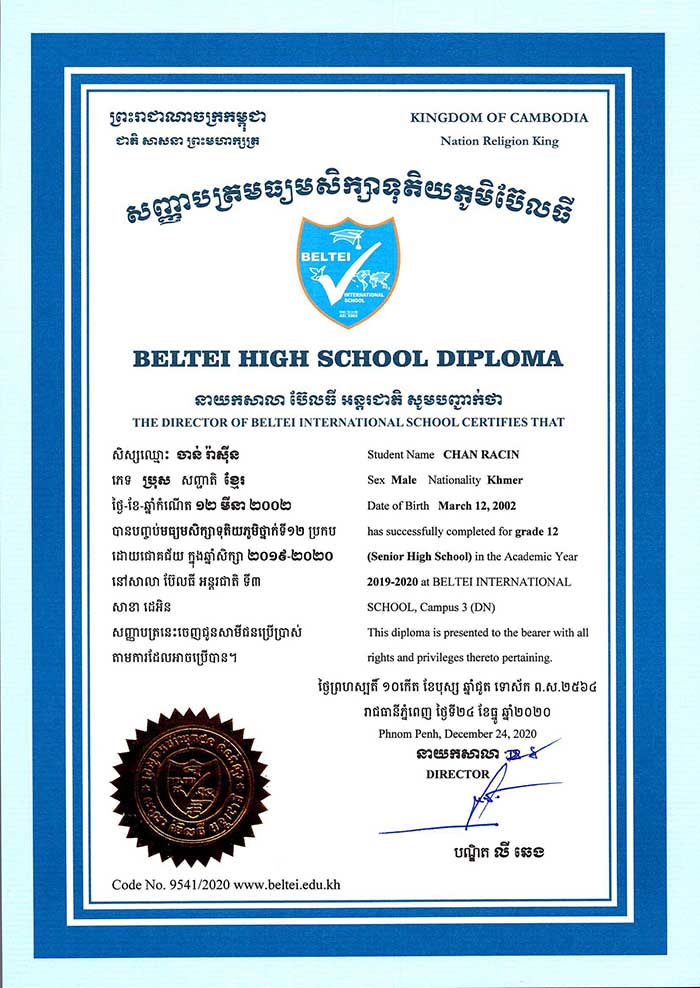 ព្រះរាជាណាចក្រកម្ពុជា
ជាតិ សាសនា ព្រះមហាក្សត្រ
KINGDOM OF CAMBODIA
Nation Religion King
សញ្ញាបត្រមធ្យមសិក្សាទុតិយភូមិប៊ែលធី
BELTEI
INTERNATIONAL
SCHOOL
BELTEI HIGH SCHOOL DIPLOMA
នាយកសាលា ប៊ែលធី អន្តរជាតិ សូមបញ្ជាក់ថា
THE DIRECTOR OF BELTEI INTERNATIONAL SCHOOL CERTIFIES THAT
សិស្សឈ្មោះ ចាន់ រ៉ាស៊ីន
ភេទ ប្រុស សញ្ជាតិ ខ្មែរ
ថ្ងៃ-ខែ-ឆ្នាំកំណើត ១២ មីនា ២០០២
បានបញ្ចប់មធ្យមសិក្សាទុតិយភូមិថ្នាក់ទី១២ ប្រកប
ដោយជោគជ័យ ក្នុងឆ្នាំសិក្សា ២០១៩-២០២០
នៅសាលា ប៊ែលធី អន្តរជាតិ ទី៣
សាខា ដេអិន
សញ្ញាបត្រនេះចេញជូនសាមីជនប្រើប្រាស់
តាមការដែលអាចប្រើបាន។
Student Name CHAN RACIN
Sex Male Nationality Khmer
Date of Birth March 12, 2002
has successfully completed for grade 12
(Senior High School) in the Academic Year
2019-2020 at BELTEI INTERNATIONAL
SCHOOL, Campus 3 (DN)
This diploma is presented to the bearer with all
rights and privileges thereto pertaining.
ថ្ងៃព្រហស្បតិ៍ ១០កើត ខែបុស្ស ឆ្នាំជូត ទោស័ក ព.ស.២៥៦៤
រាជធានីភ្នំពេញ ថ្ងៃទី២៤ ខែធ្នូ ឆ្នាំ២០២០
Phnom Penh, December 24, 2020
នាយកសាលា
DIRECTOR
បណ្ឌិត លី ឆេង
Code No. 9541/2020 www.beltei.edu.kh